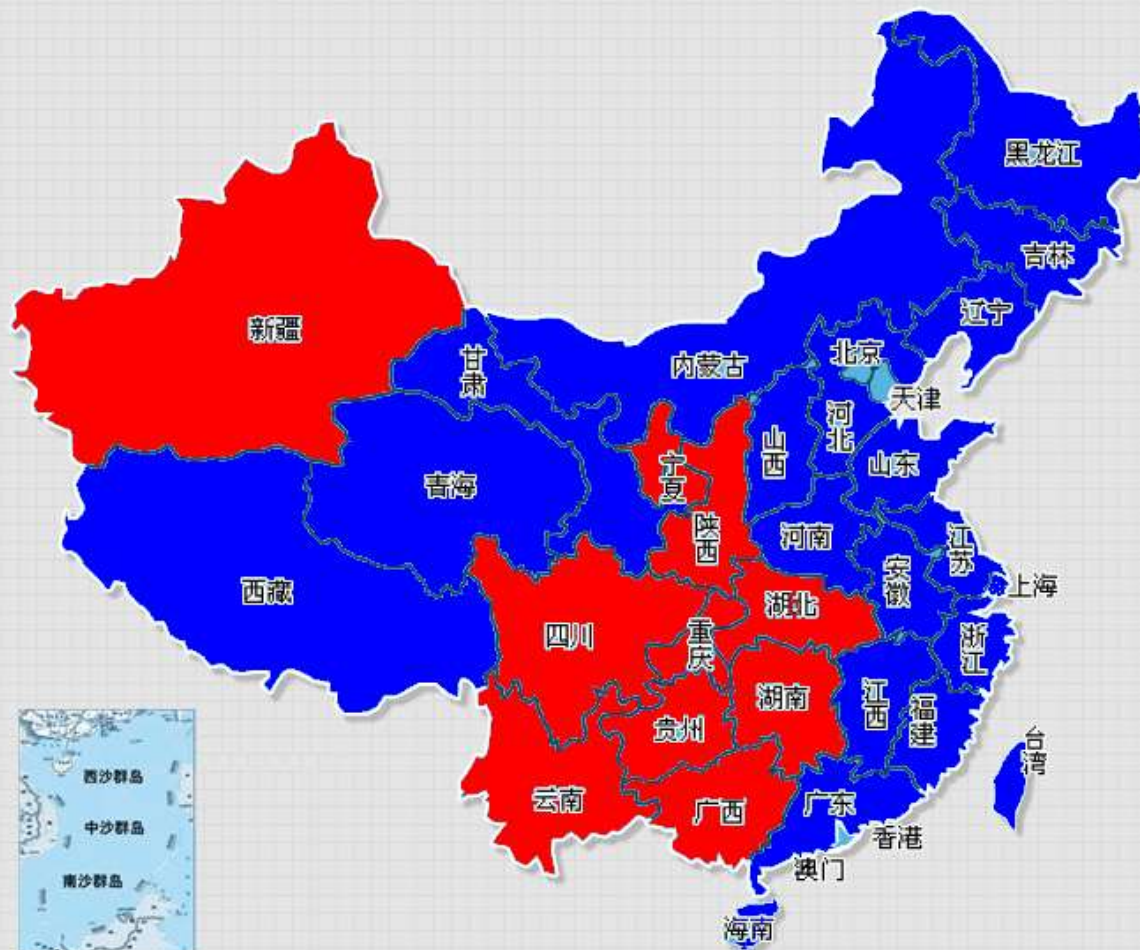 黑龙江
吉林
辽宁
新疆
北京
甘肃
内蒙古
天津
河北
山西
山东
宁夏
青海
陕西
河南
江苏
安徽
上海
西藏
湖北
四川
重庆
浙江
湖南
江西
福建
贵州
台湾
西沙群岛
云南
广西
广东
中沙群岛
香港
澳门
南沙群岛
海南